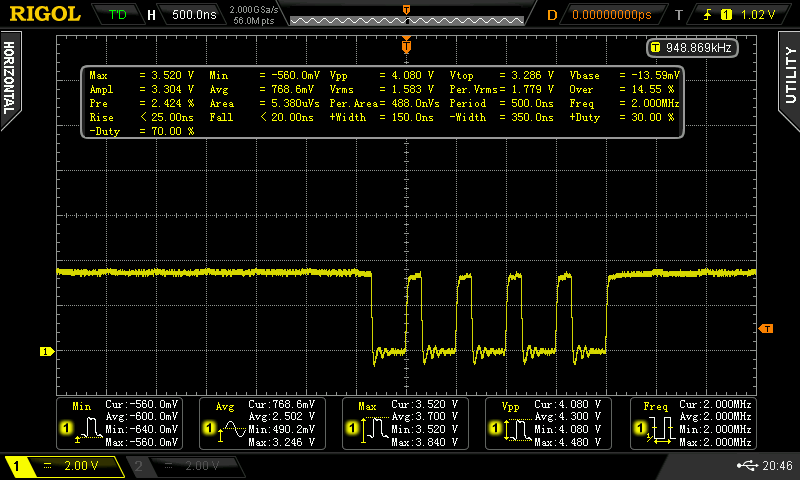 RIGOL T'D H 500.0ns 2.000GSa/s 56.0M pts D 0.00000000ps T 1 1.02 V
T 948.869kHz
HORIZONTAL
UTILITY
Max = 3.520 V Min = -560.0mV Vpp = 4.080 V Vtop = 3.286 V Vbase = -13.59mV
Ampl = 3.304 V Avg = 768.6mV Vrms = 1.583 V Per.Vrms= 1.779 V Over = 14.55 %
Pre = 2.424 % Area = 5.380uVs Per.Area= 488.0nVs Period = 500.0ns Freq = 2.000MHz
Rise < 25.00ns Fall < 20.00ns +Width = 150.0ns -Width = 350.0ns +Duty = 30.00 %
-Duty = 70.00 %
T
1
T
Min Cur:-560.0mV Avg:-600.0mV Min:-640.0mV Max:-560.0mV
1
Avg Cur:768.6mV Avg:2.502 V Min:490.2mV Max:3.246 V
1
Max Cur:3.520 V Avg:3.700 V Min:3.520 V Max:3.840 V
1
Vpp Cur:4.080 V Avg:4.300 V Min:4.080 V Max:4.480 V
1
Freq Cur:2.000MHz Avg:2.000MHz Min:2.000MHz Max:2.000MHz
1
1 = 2.00 V 2 = 2.00 V 20:46